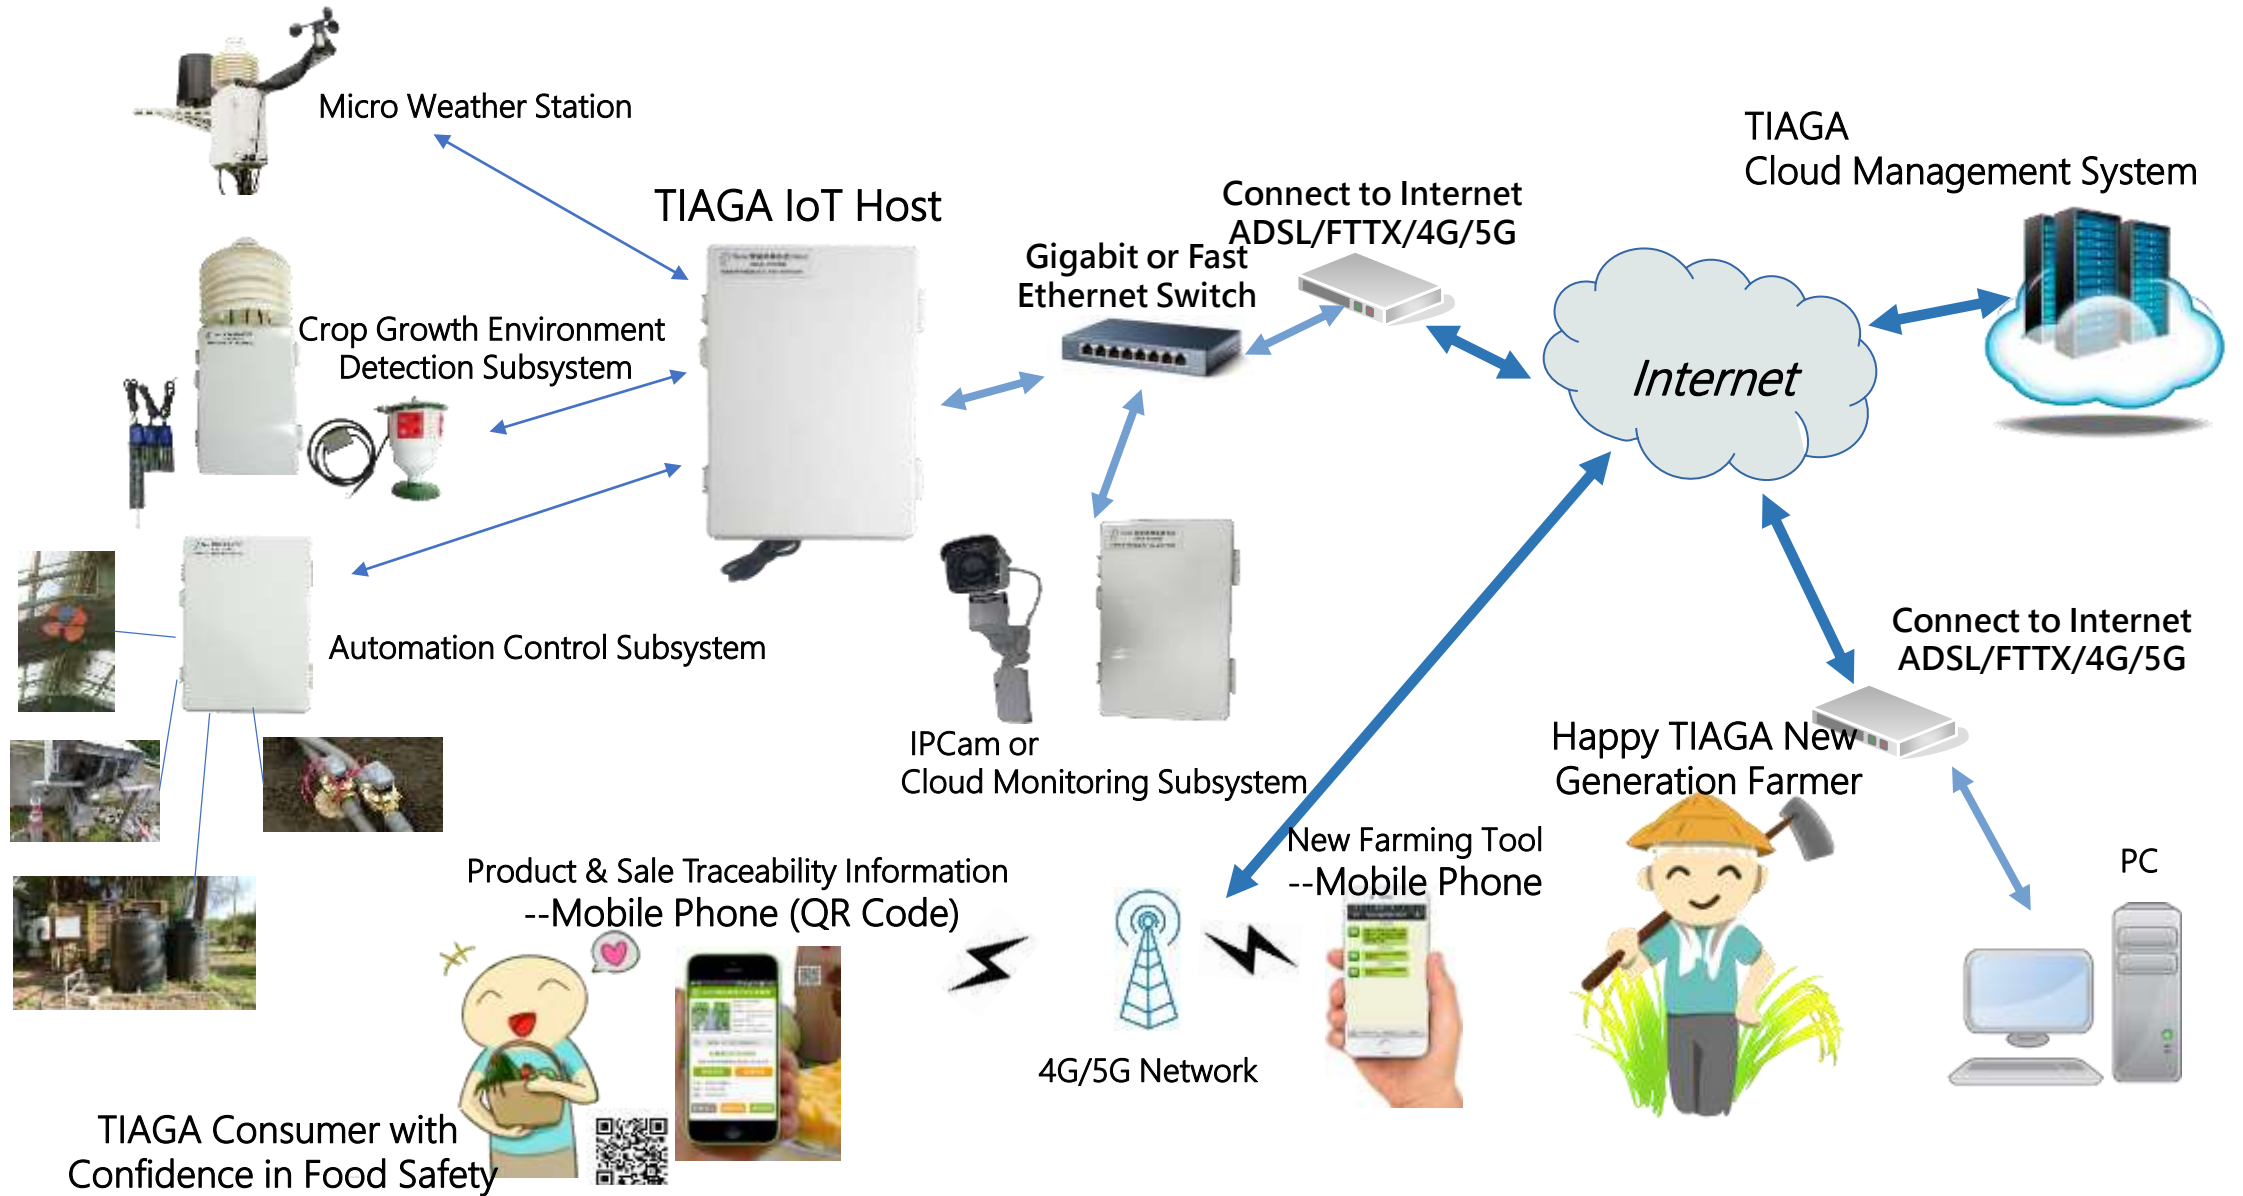 Micro Weather Station
TIAGA
Cloud Management System
TIAGA IoT Host
Connect to Internet
ADSL/FTTX/4G/5G
Gigabit or Fast
Ethernet Switch
Crop Growth Environment
Detection Subsystem
Internet
Automation Control Subsystem
IPCam or
Cloud Monitoring Subsystem
Connect to Internet
ADSL/FTTX/4G/5G
Happy TIAGA New
Generation Farmer
New Farming Tool
--Mobile Phone
PC
Product & Sale Traceability Information
--Mobile Phone (QR Code)
4G/5G Network
TIAGA Consumer with
Confidence in Food Safety